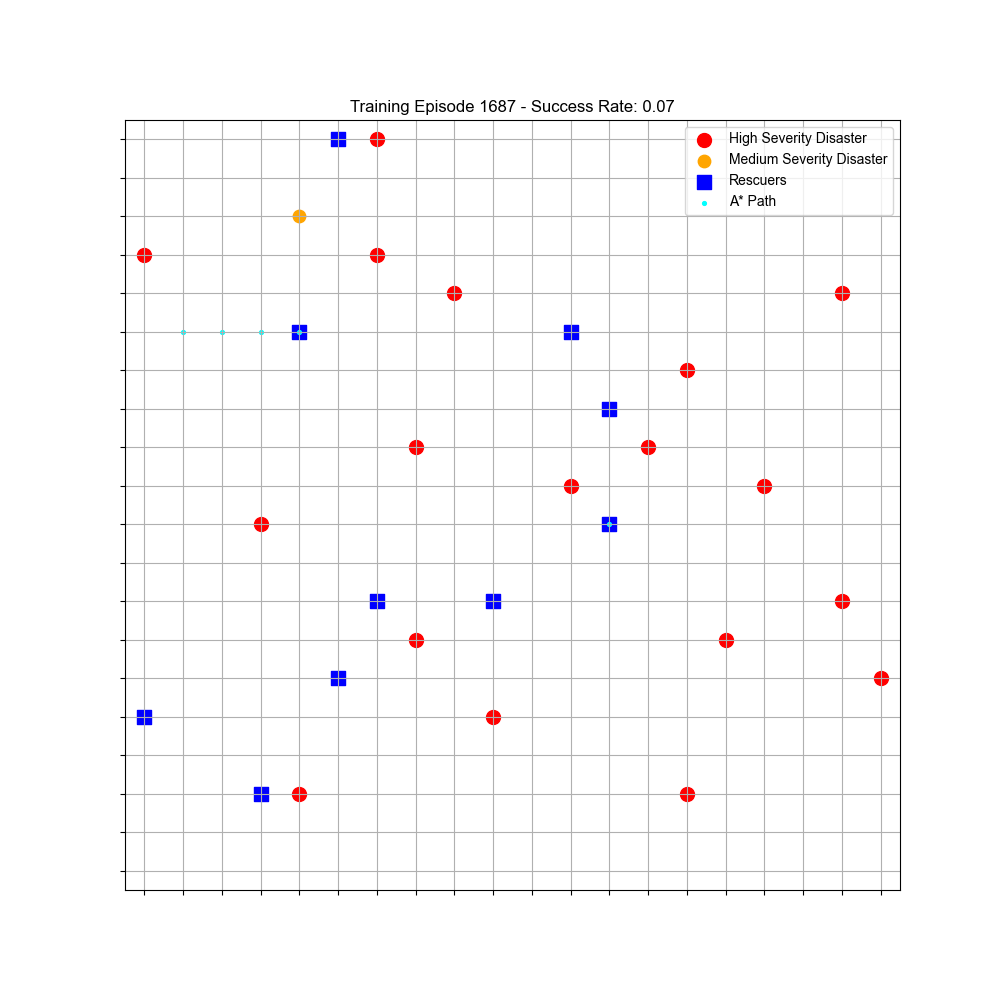 Training Episode 1687 - Success Rate: 0.07
High Severity Disaster
Medium Severity Disaster
Rescuers
A* Path